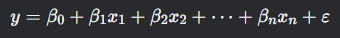 y = β₀ + β₁x₁ + β₂x₂ + ⋯ + βₙxₙ + ε